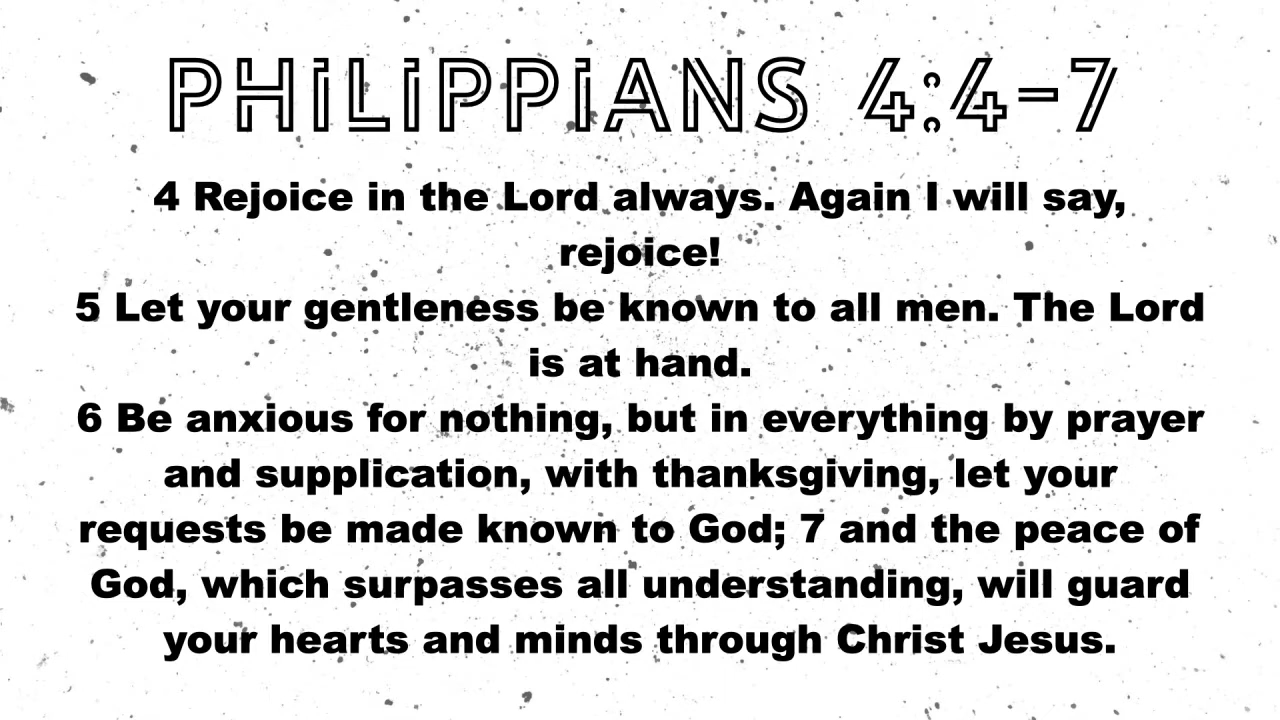 PHILIPPIANS 4:4-7
4 Rejoice in the Lord always. Again I will say,
rejoice!
5 Let your gentleness be known to all men. The Lord
is at hand.
6 Be anxious for nothing, but in everything by prayer
and supplication, with thanksgiving, let your
requests be made known to God; 7 and the peace of
God, which surpasses all understanding, will guard
your hearts and minds through Christ Jesus.